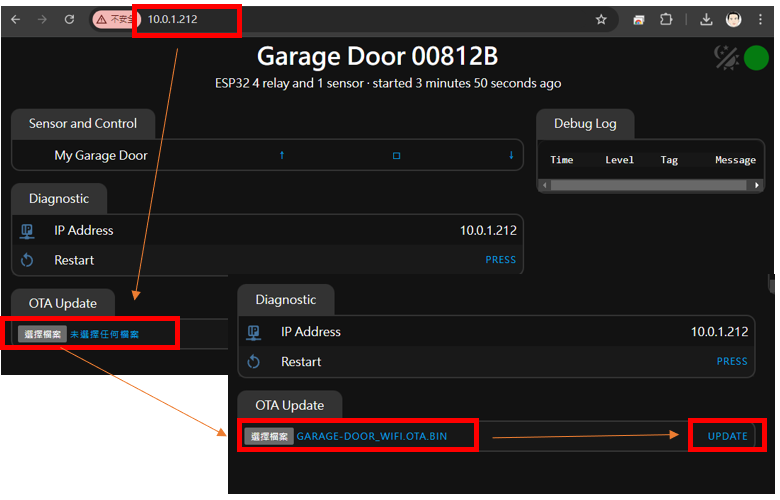 不安全 10.0.1.212
Garage Door 00812B
ESP32 4 relay and 1 sensor · started 3 minutes 50 seconds ago
Sensor and Control
My Garage Door ↑ □ ↓
Debug Log
Time Level Tag Message
Diagnostic
IP Address 10.0.1.212
Restart PRESS
OTA Update
選擇檔案 未選擇任何檔案
Diagnostic
IP Address 10.0.1.212
Restart PRESS
OTA Update
選擇檔案 GARAGE-DOOR_WIFI.OTA.BIN UPDATE